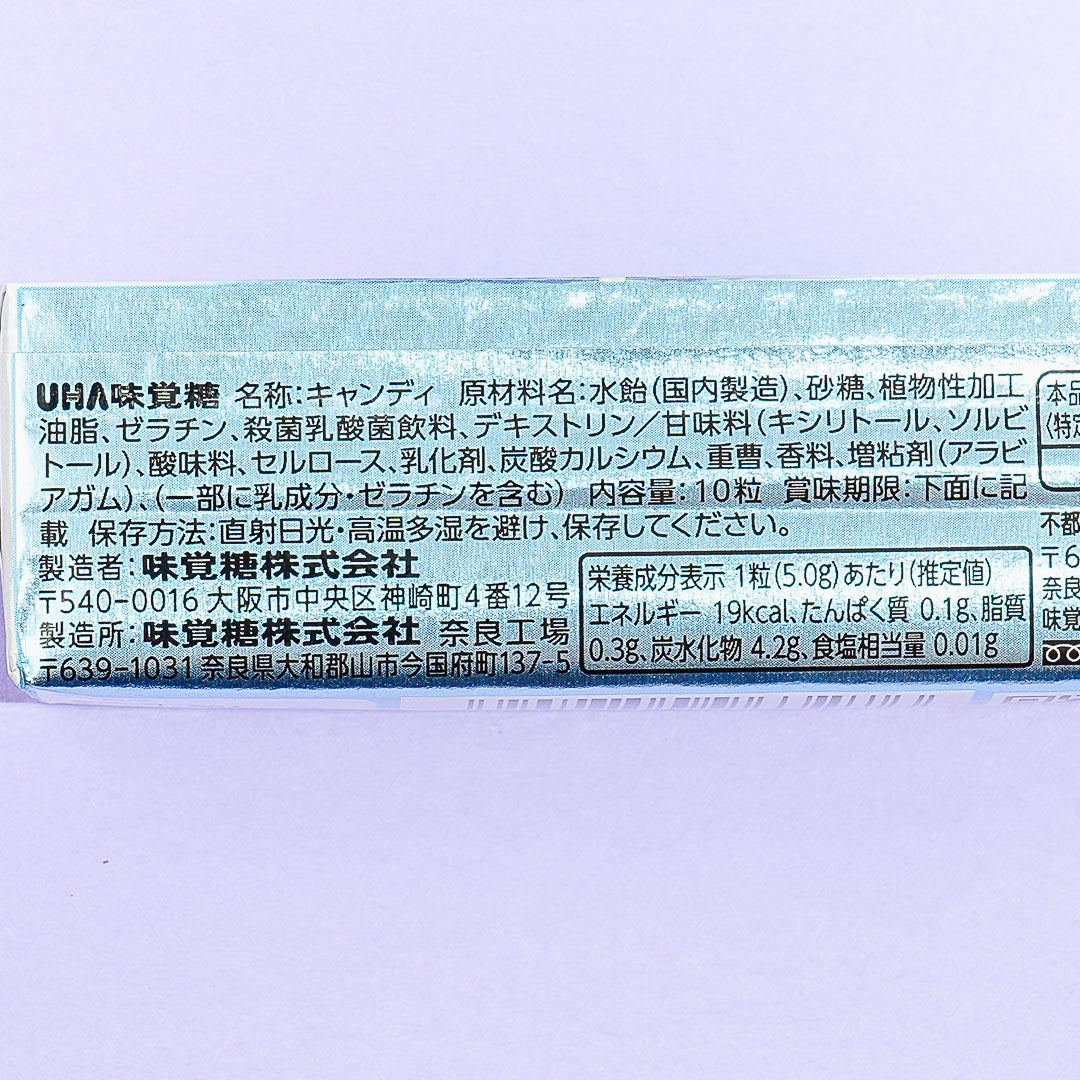 UHA味覚糖 名称:キャンディ 原材料名:水飴(国内製造)、砂糖、植物性加工
油脂、ゼラチン、殺菌乳酸菌飲料、デキストリン/甘味料(キシリトール、ソルビ
トール)、酸味料、セルロース、乳化剤、炭酸カルシウム、重曹、香料、増粘剤(アラビ
アガム)、(一部に乳成分・ゼラチンを含む) 内容量:10粒 賞味期限:下面に記
載 保存方法:直射日光・高温多湿を避け、保存してください。
製造者:味覚糖株式会社
〒540-0016 大阪市中央区神崎町4番12号
製造所:味覚糖株式会社 奈良工場
〒639-1031 奈良県大和郡山市今国府町137-5
栄養成分表示 1粒(5.0g)あたり(推定値)
エネルギー 19kcal、たんぱく質 0.1g、脂質
0.3g、炭水化物 4.2g、食塩相当量 0.01g
本品
(特定
不都
〒6
奈良
味覚